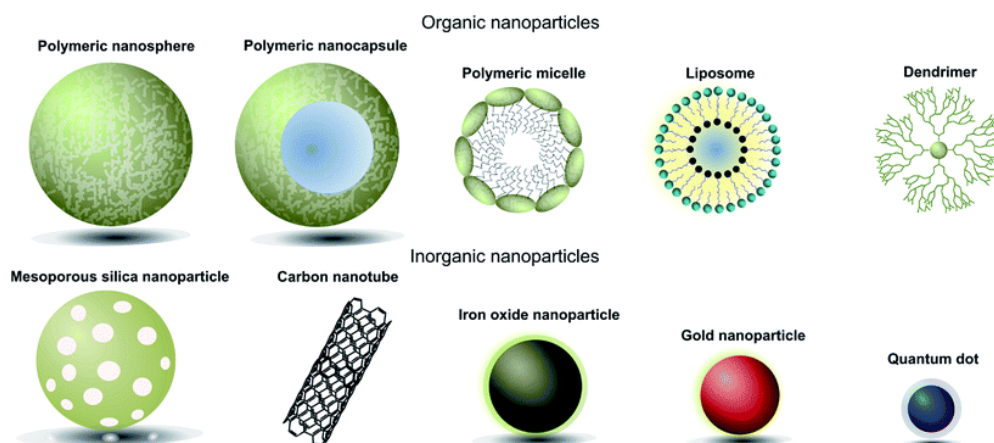 Organic nanoparticles
Polymeric nanosphere
Polymeric nanocapsule
Polymeric micelle
Liposome
Dendrimer
Inorganic nanoparticles
Mesoporous silica nanoparticle
Carbon nanotube
Iron oxide nanoparticle
Gold nanoparticle
Quantum dot